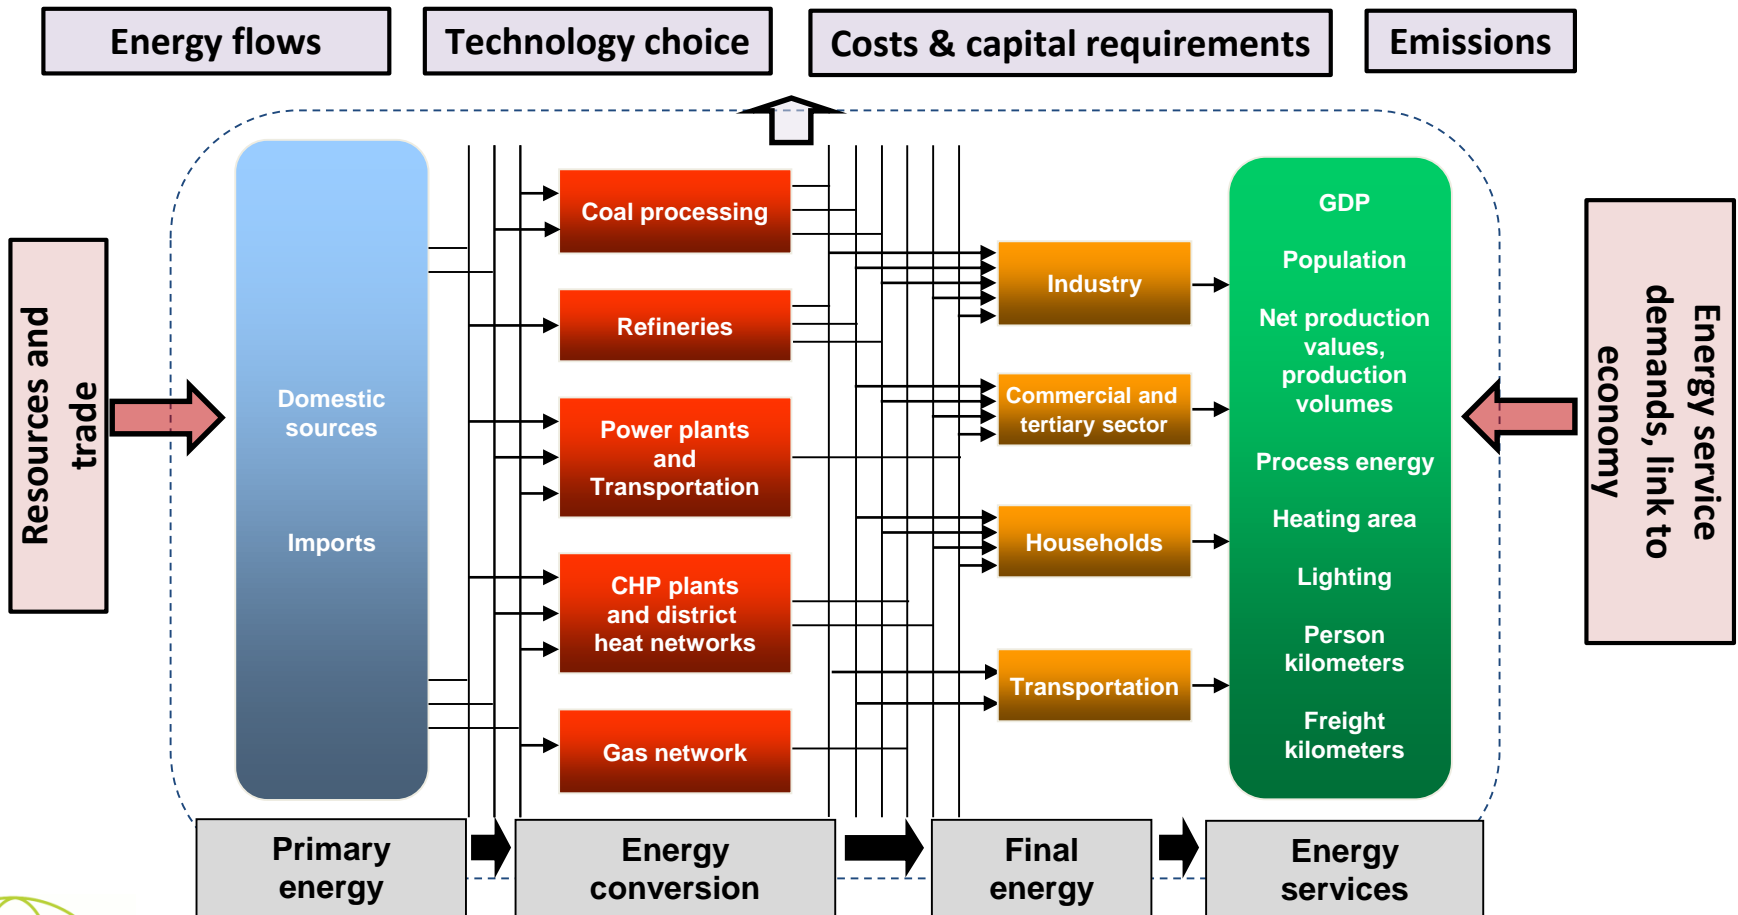 Energy flows
Technology choice
Costs & capital requirements
Emissions
Resources and
trade
Domestic
sources
Imports
Coal processing
Refineries
Power plants
and
Transportation
CHP plants
and district
heat networks
Gas network
Industry
Commercial and
tertiary sector
Households
Transportation
GDP
Population
Net production
values,
production
volumes
Process energy
Heating area
Lighting
Person
kilometers
Freight
kilometers
Energy service
demands, link to
economy
Primary
energy
Energy
conversion
Final
energy
Energy
services